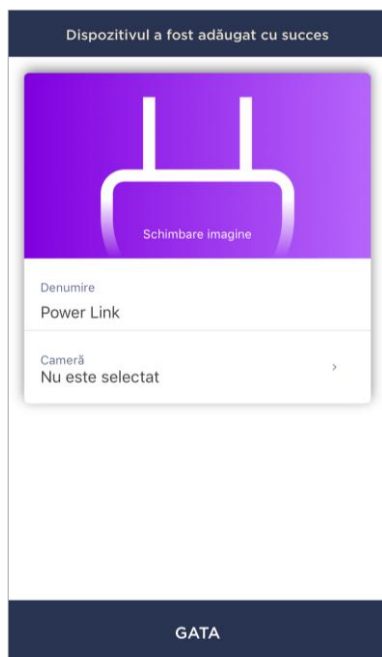 Dispozitivul a fost adăugat cu succes
Schimbare imagine
Denumire
Power Link
Cameră
Nu este selectat
GATA